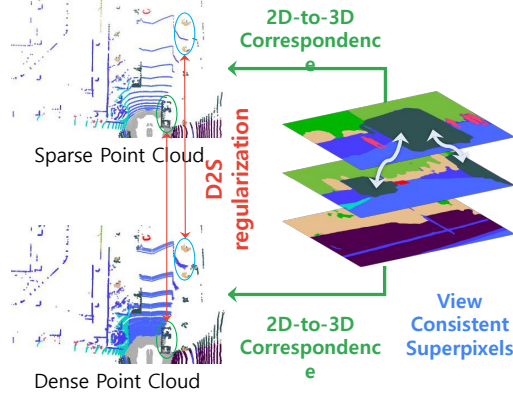 2D-to-3D
Correspondenc
e
Sparse Point Cloud
D2S
regularization
Dense Point Cloud
2D-to-3D
Correspondenc
e
View
Consistent
Superpixels